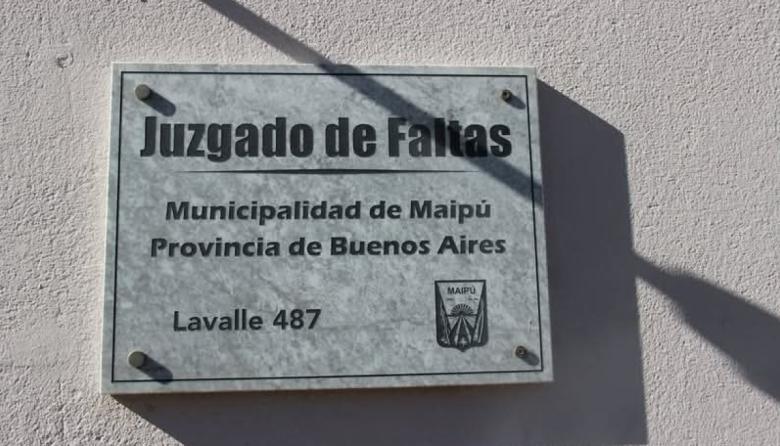 Juzgado de Faltas
Municipalidad de Maipú
Provincia de Buenos Aires
MAIPÚ
Lavalle 487